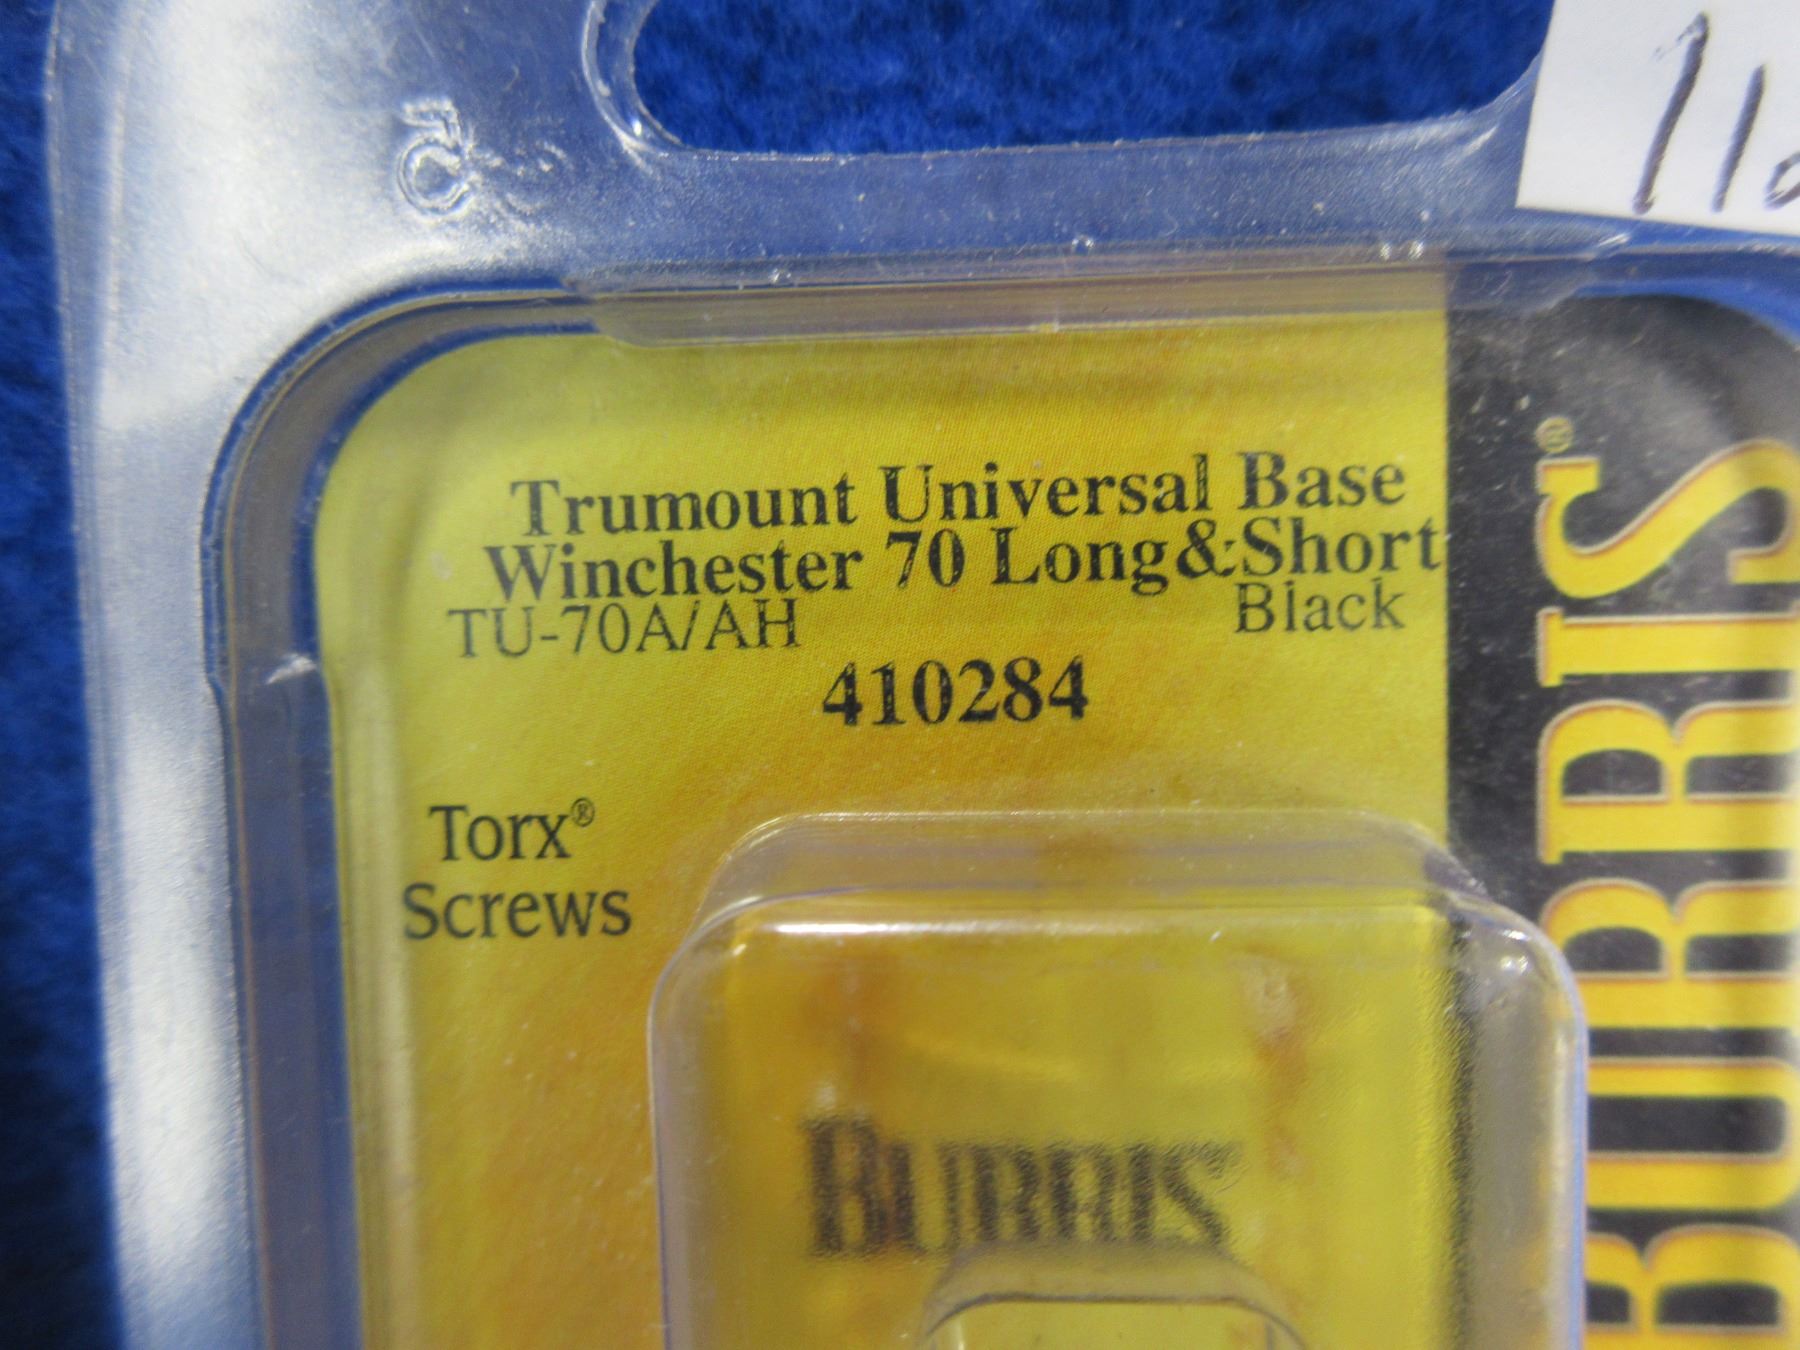 Trumount Universal Base
Winchester 70 Long&Short
TU-70A/AH Black
410284
Torx®
Screws
BURRIS
BURRIS®